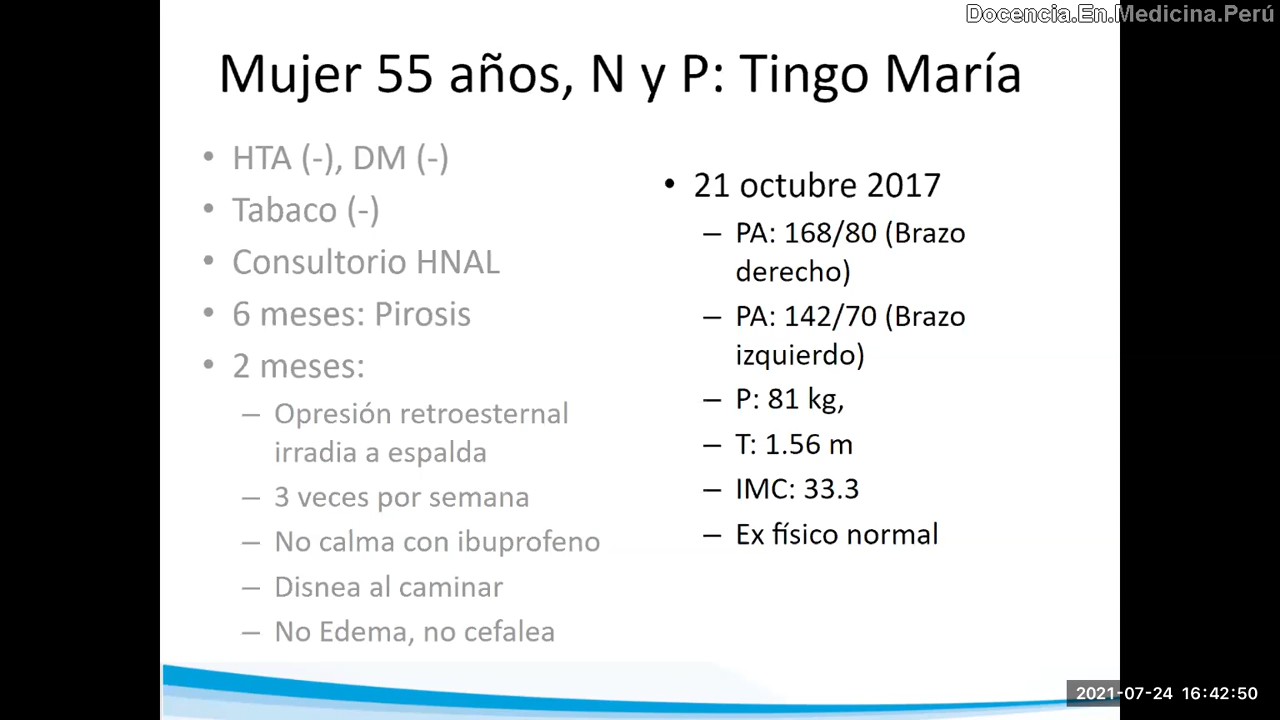 Docencia.En.Medicina.Perú
Mujer 55 años, N y P: Tingo María
• HTA (-), DM (-)
• Tabaco (-)
• Consultorio HNAL
• 6 meses: Pirosis
• 2 meses:
– Opresión retroesternal
irradia a espalda
– 3 veces por semana
– No calma con ibuprofeno
– Disnea al caminar
– No Edema, no cefalea
• 21 octubre 2017
– PA: 168/80 (Brazo
derecho)
– PA: 142/70 (Brazo
izquierdo)
– P: 81 kg,
– T: 1.56 m
– IMC: 33.3
– Ex físico normal
2021-07-24 16:42:50